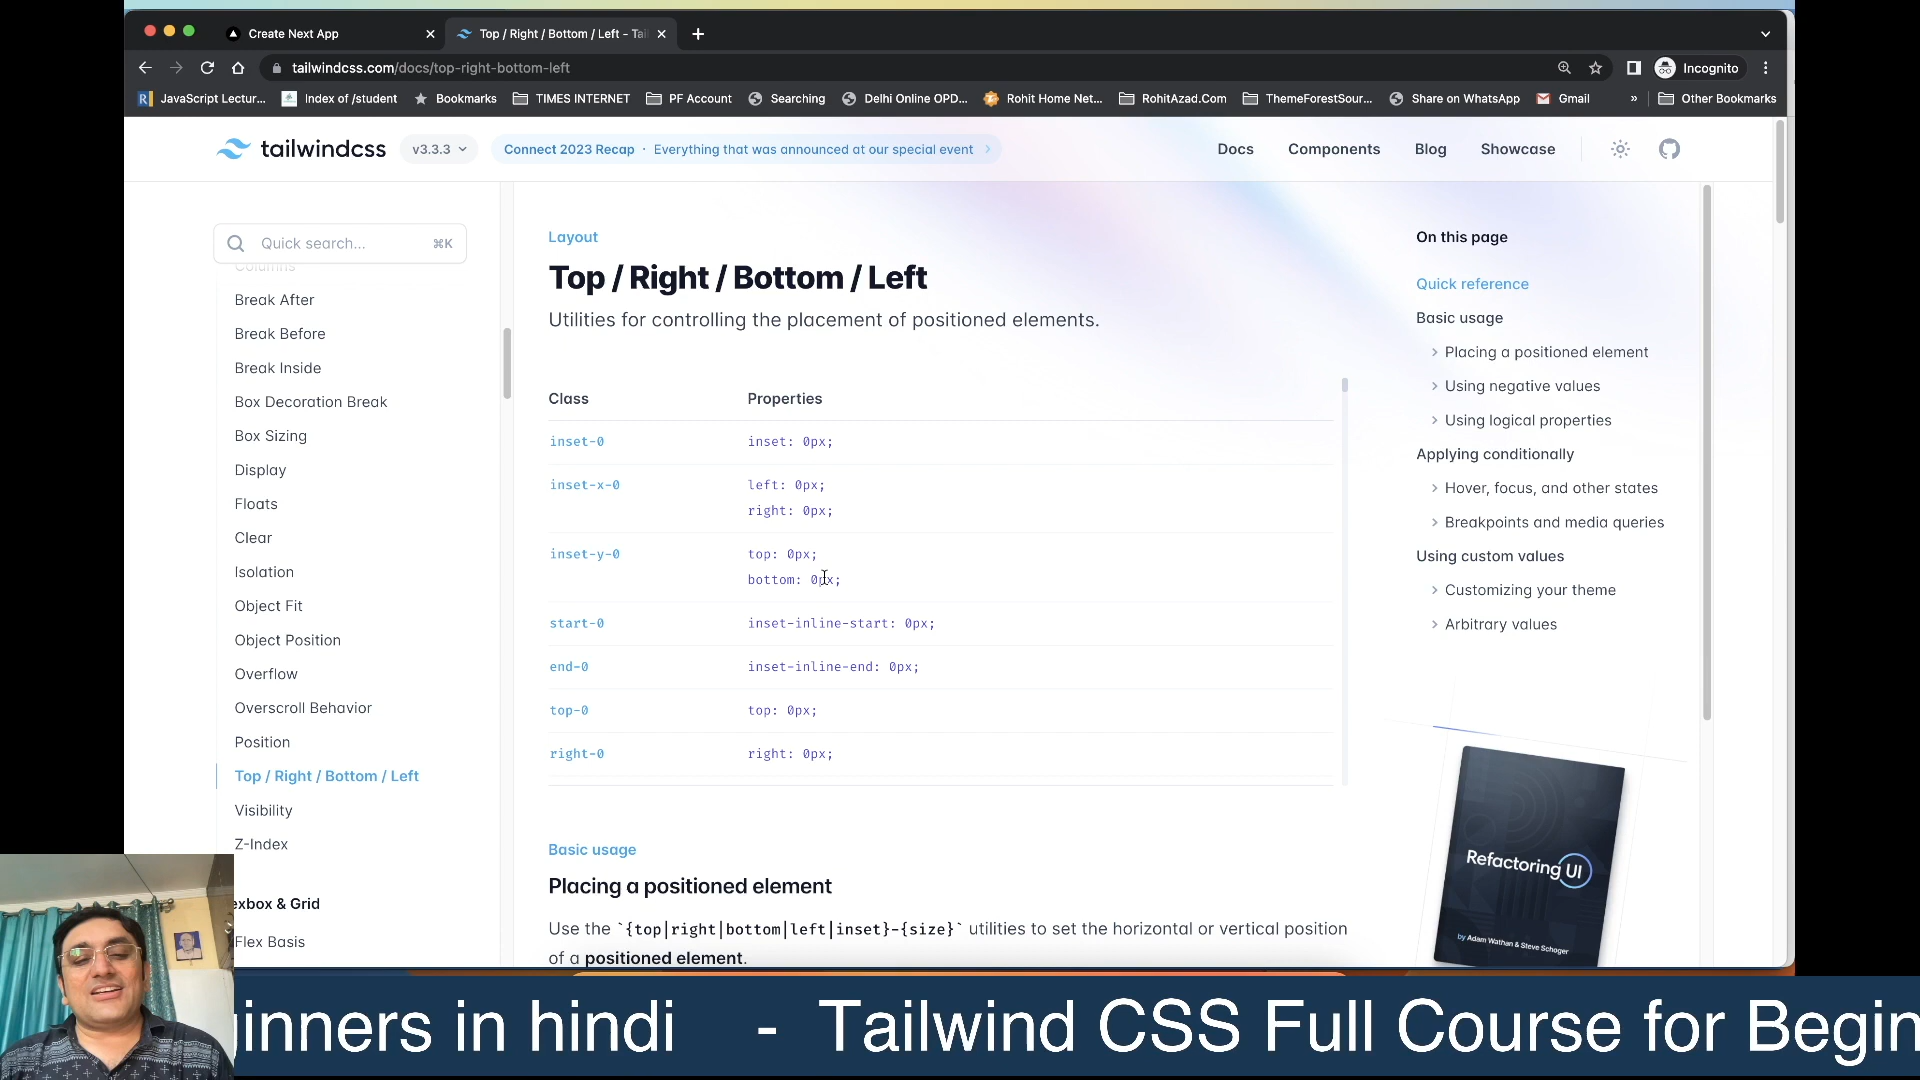 Create Next App
Top / Right / Bottom / Left - Tai
tailwindcss.com/docs/top-right-bottom-left
Incognito
JavaScript Lectur...
Index of /student
Bookmarks
TIMES INTERNET
PF Account
Searching
Delhi Online OPD...
Rohit Home Net...
RohitAzad.Com
ThemeForestSour...
Share on WhatsApp
Gmail
»
Other Bookmarks
tailwindcss
v3.3.3
Connect 2023 Recap · Everything that was announced at our special event
Docs
Components
Blog
Showcase
Quick search...
⌘K
Columns
Break After
Break Before
Break Inside
Box Decoration Break
Box Sizing
Display
Floats
Clear
Isolation
Object Fit
Object Position
Overflow
Overscroll Behavior
Position
Top / Right / Bottom / Left
Visibility
Z-Index
exbox & Grid
Flex Basis
Layout
Top / Right / Bottom / Left
Utilities for controlling the placement of positioned elements.
Class Properties
inset-0 inset: 0px;
inset-x-0 left: 0px;
right: 0px;
inset-y-0 top: 0px;
bottom: 0px;
start-0 inset-inline-start: 0px;
end-0 inset-inline-end: 0px;
top-0 top: 0px;
right-0 right: 0px;
Basic usage
Placing a positioned element
Use the `{top|right|bottom|left|inset}-{size}` utilities to set the horizontal or vertical position
of a positioned element.
On this page
Quick reference
Basic usage
Placing a positioned element
Using negative values
Using logical properties
Applying conditionally
Hover, focus, and other states
Breakpoints and media queries
Using custom values
Customizing your theme
Arbitrary values
Refactoring UI
by Adam Wathan & Steve Schoger
ginners in hindi - Tailwind CSS Full Course for Begin